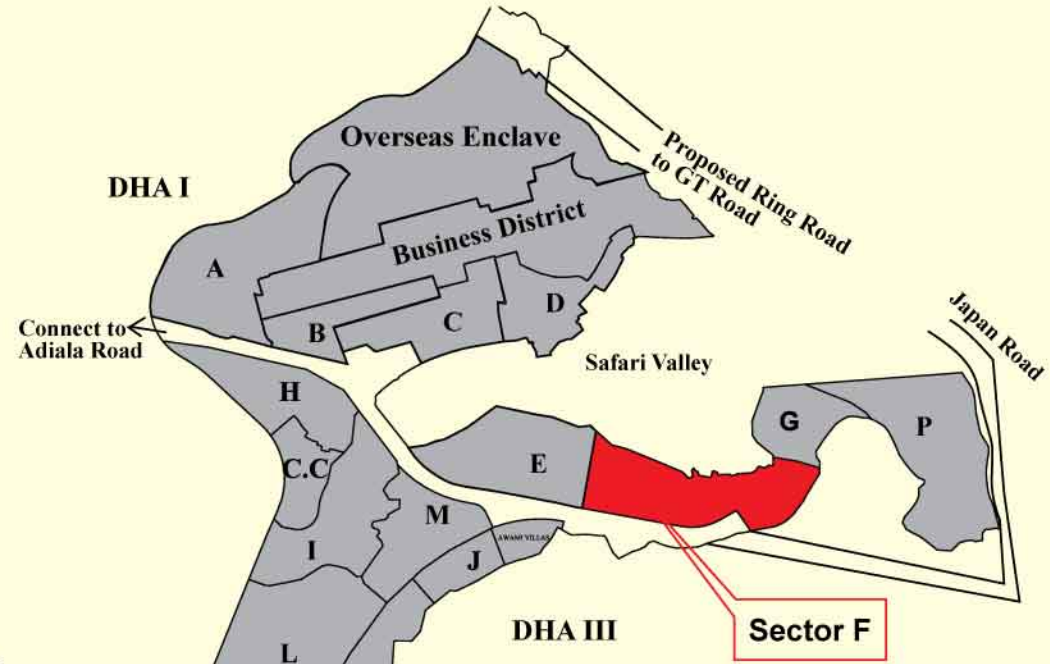 Overseas Enclave
Proposed Ring Road
to GT Road
DHA I
Business District
A
D
B
C
Connect to
Adiala Road
Japan Road
Safari Valley
H
G
P
E
C.C
M
AWAMI VILLAS
I
J
DHA III
Sector F
L